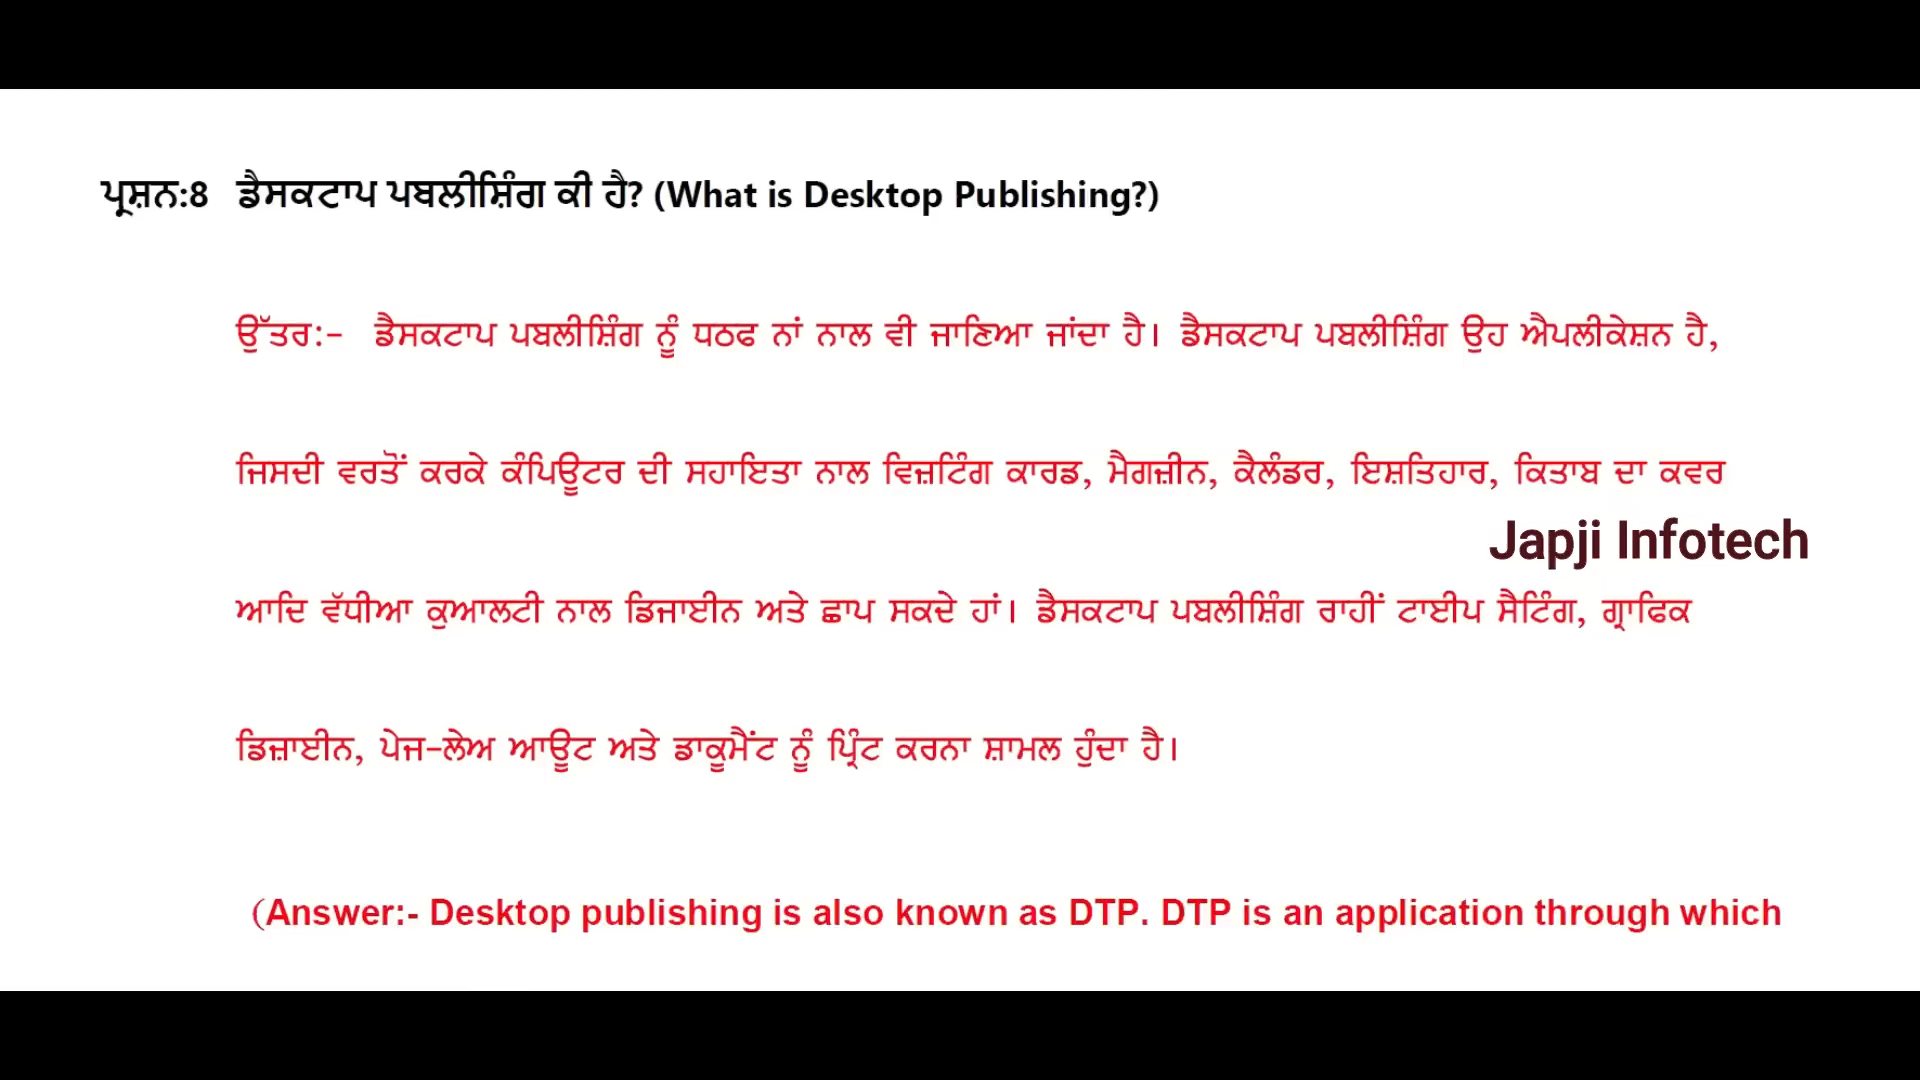 ਪ੍ਰਸ਼ਨ:8 ਡੈਸਕਟਾਪ ਪਬਲੀਸ਼ਿੰਗ ਕੀ ਹੈ? (What is Desktop Publishing?)
ਉੱਤਰ:- ਡੈਸਕਟਾਪ ਪਬਲੀਸ਼ਿੰਗ ਨੂੰ ਧਠਫ ਨਾਂ ਨਾਲ ਵੀ ਜਾਣਿਆ ਜਾਂਦਾ ਹੈ। ਡੈਸਕਟਾਪ ਪਬਲੀਸ਼ਿੰਗ ਉਹ ਐਪਲੀਕੇਸ਼ਨ ਹੈ,
ਜਿਸਦੀ ਵਰਤੋਂ ਕਰਕੇ ਕੰਪਿਊਟਰ ਦੀ ਸਹਾਇਤਾ ਨਾਲ ਵਿਜ਼ਟਿੰਗ ਕਾਰਡ, ਮੈਗਜ਼ੀਨ, ਕੈਲੰਡਰ, ਇਸ਼ਤਿਹਾਰ, ਕਿਤਾਬ ਦਾ ਕਵਰ
Japji Infotech
ਆਦਿ ਵੱਧੀਆ ਕੁਆਲਟੀ ਨਾਲ ਡਿਜਾਈਨ ਅਤੇ ਛਾਪ ਸਕਦੇ ਹਾਂ। ਡੈਸਕਟਾਪ ਪਬਲੀਸ਼ਿੰਗ ਰਾਹੀਂ ਟਾਈਪ ਸੈਟਿੰਗ, ਗ੍ਰਾਫਿਕ
ਡਿਜ਼ਾਈਨ, ਪੇਜ-ਲੇਅ ਆਊਟ ਅਤੇ ਡਾਕੂਮੈਂਟ ਨੂੰ ਪ੍ਰਿੰਟ ਕਰਨਾ ਸ਼ਾਮਲ ਹੁੰਦਾ ਹੈ।
(Answer:- Desktop publishing is also known as DTP. DTP is an application through which